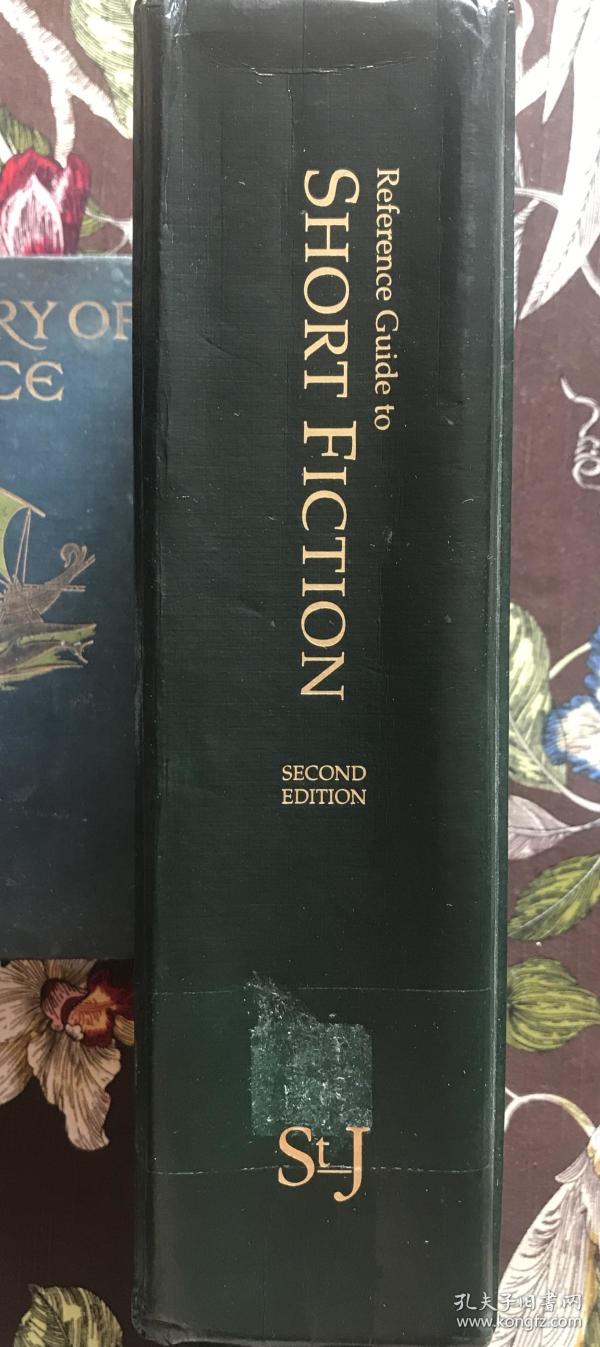 Reference Guide to
SHORT FICTION
SECOND
EDITION
St J
RY OF
CE
孔夫子旧书网
www.kongfz.com